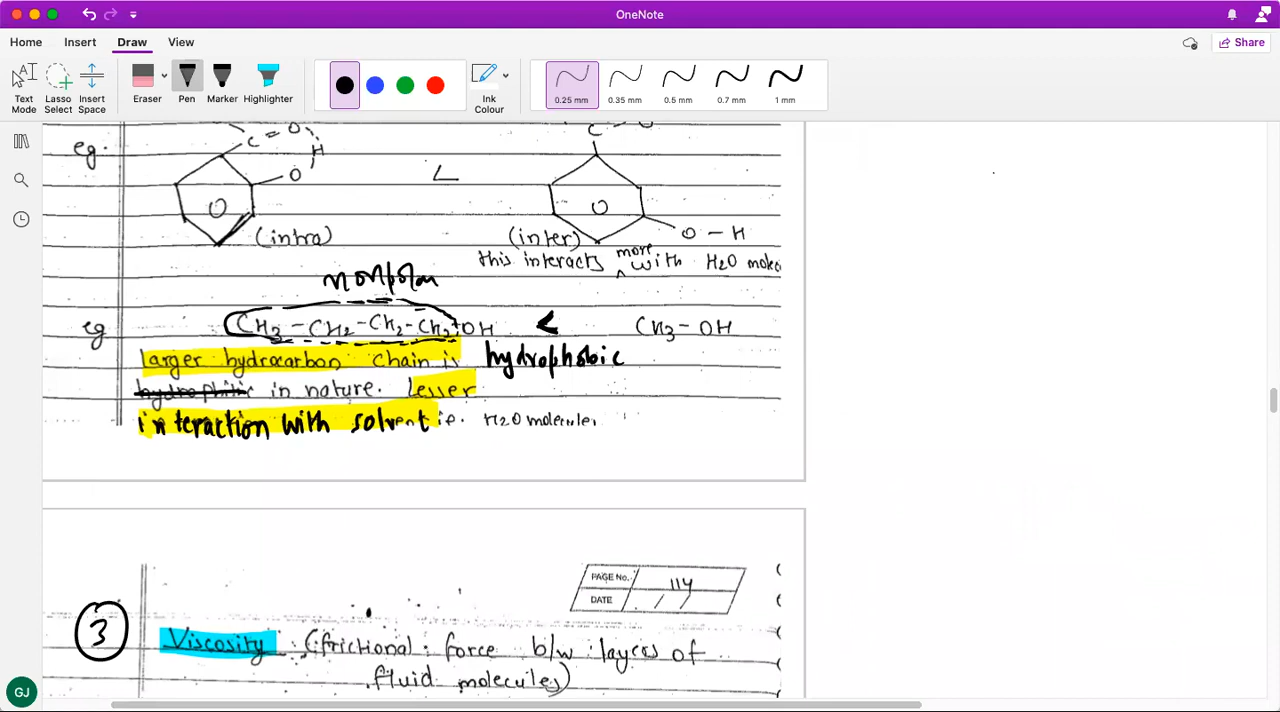 OneNote
Home Insert Draw View
Share
Text Mode
Lasso Select
Insert Space
Eraser
Pen
Marker
Highlighter
Ink Colour
0.25 mm
0.35 mm
0.5 mm
0.7 mm
1 mm
eg.
C = O
H
O
C
O
(intra)
<
O
(inter)
O - H
this interacts more with H2O
nonpolar
eg
CH3 - CH2 - CH2 - CH2 + OH < CH3 - OH
larger hydrocarbon chain is hydrophobic
hydrophilic in nature. lesser
interaction with solvent ie. H2O molecules
PAGE No. 114
DATE / /
3
Viscosity (frictional force b/w layers of
fluid molecules)
GJ